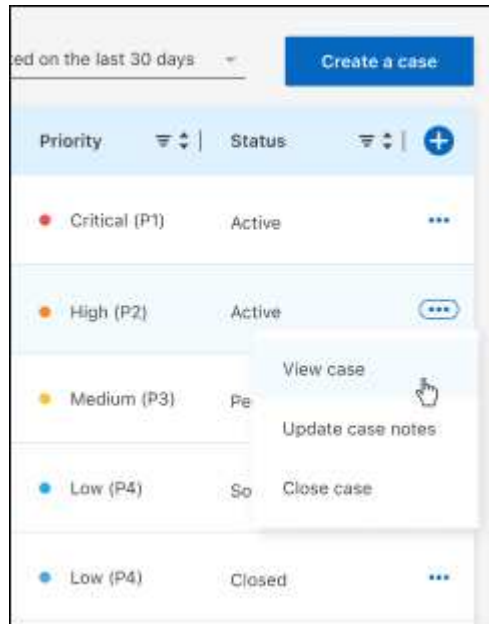 ted on the last 30 days Create a case
Priority Status
Critical (P1) Active
High (P2) Active
View case
Medium (P3) Pe
Update case notes
Low (P4) So Close case
Low (P4) Closed